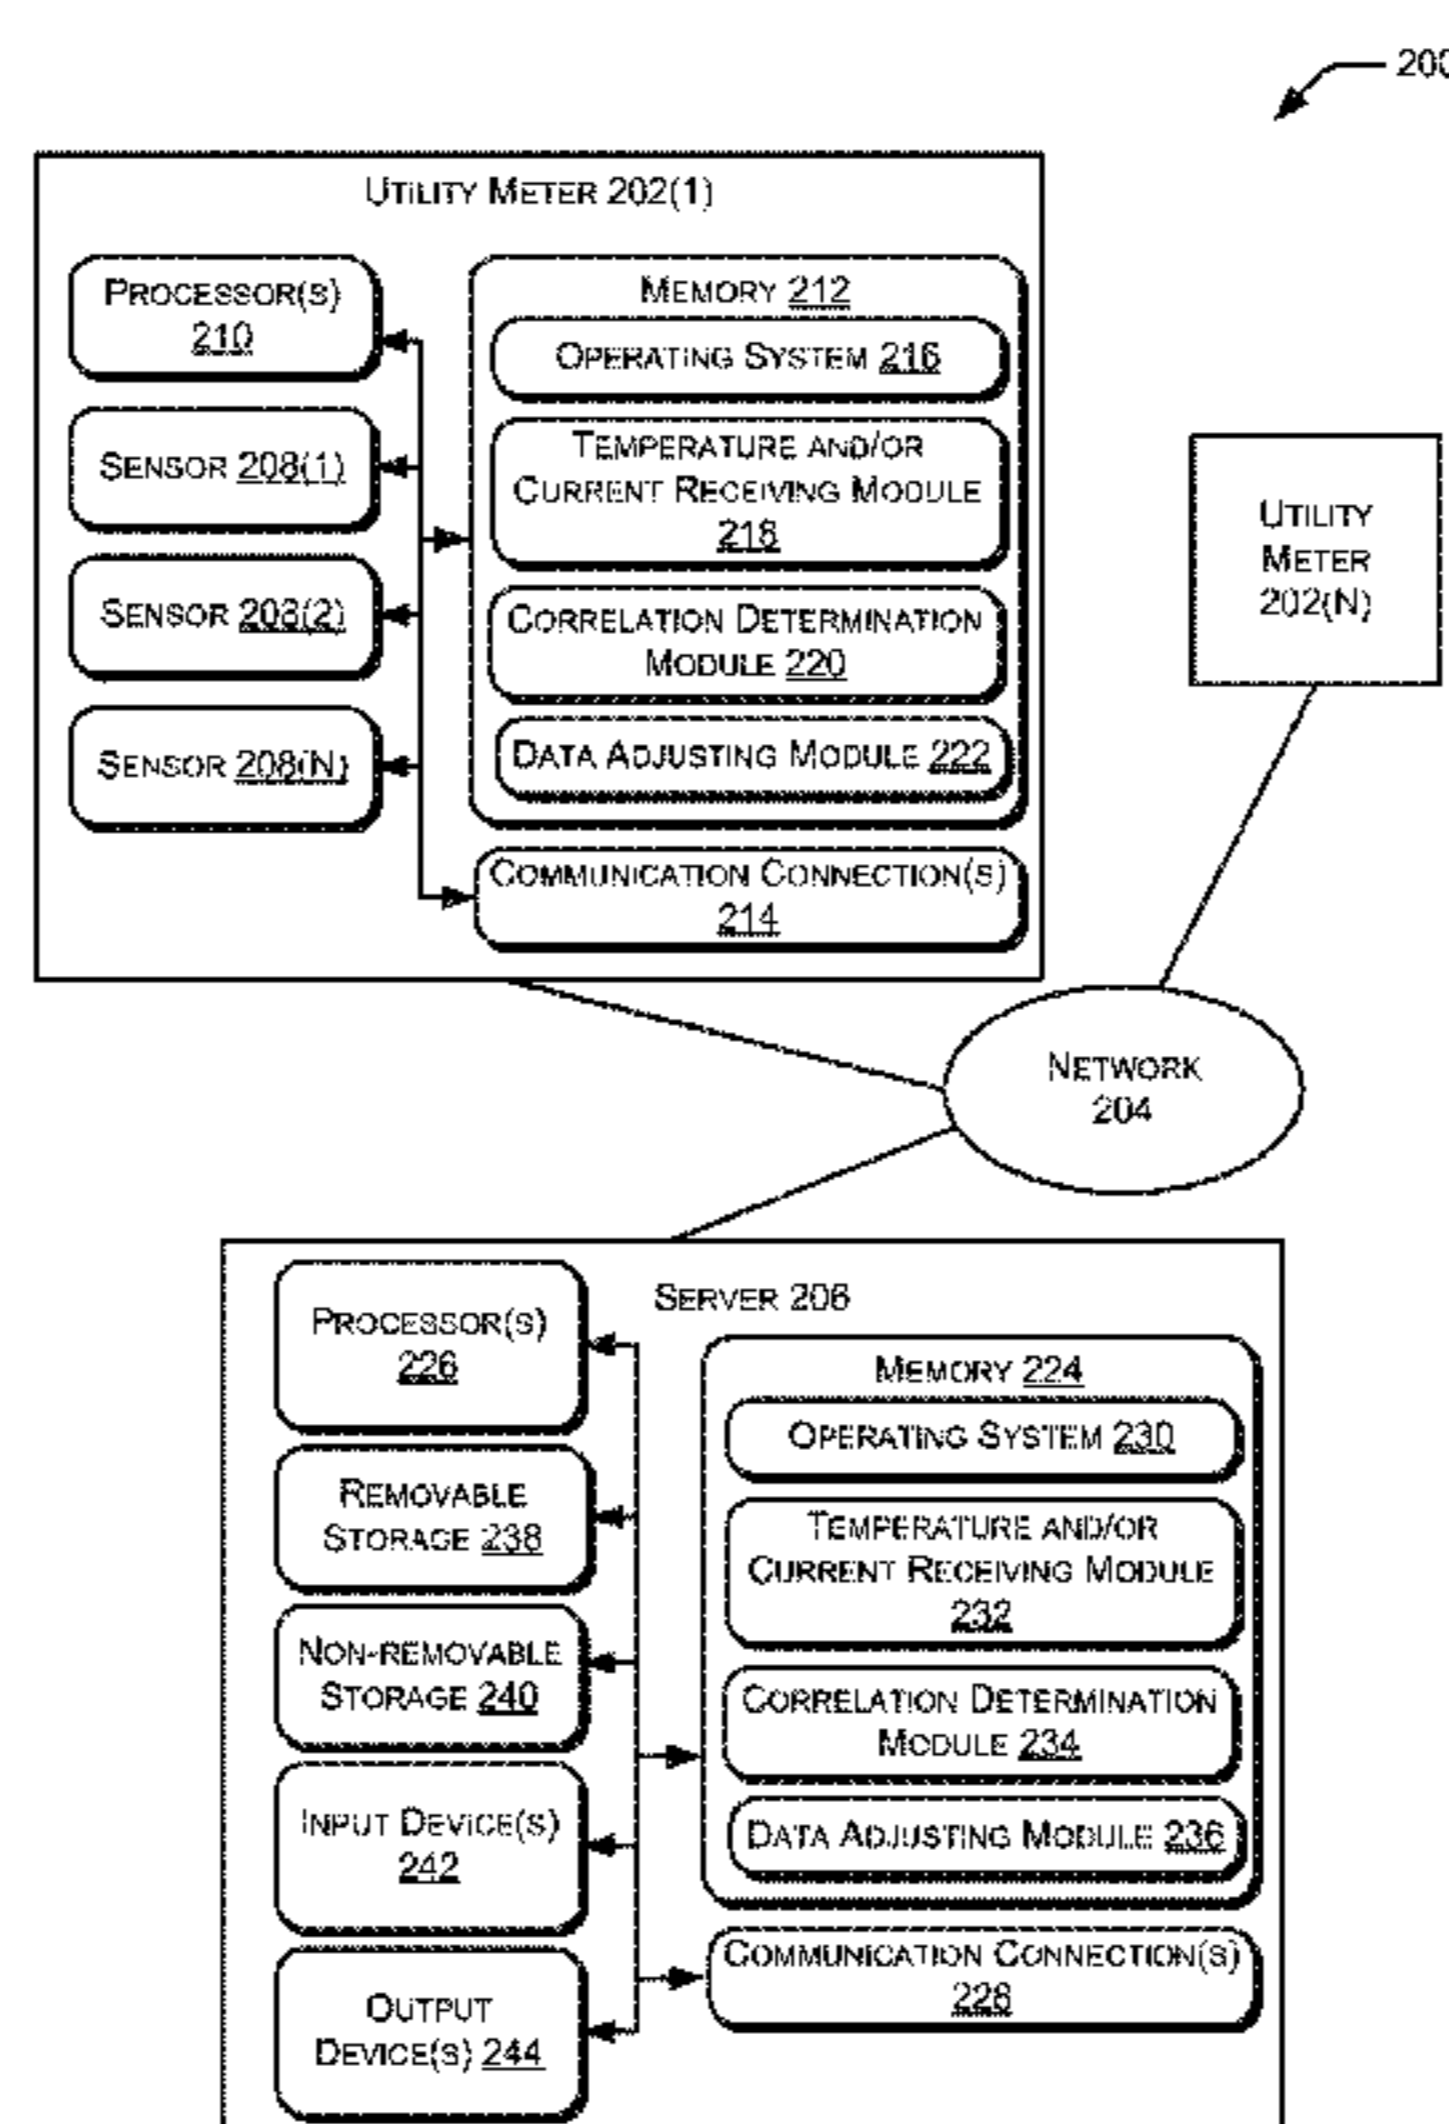 200
UTILITY METER 202(1)
PROCESSOR(S)
210
SENSOR 208(1)
SENSOR 208(2)
SENSOR 208(N)
MEMORY 212
OPERATING SYSTEM 216
TEMPERATURE AND/OR
CURRENT RECEIVING MODULE
218
CORRELATION DETERMINATION
MODULE 220
DATA ADJUSTING MODULE 222
COMMUNICATION CONNECTION(S)
214
UTILITY
METER
202(N)
NETWORK
204
SERVER 206
PROCESSOR(S)
226
REMOVABLE
STORAGE 238
NON-REMOVABLE
STORAGE 240
INPUT DEVICE(S)
242
OUTPUT
DEVICE(S) 244
MEMORY 224
OPERATING SYSTEM 230
TEMPERATURE AND/OR
CURRENT RECEIVING MODULE
232
CORRELATION DETERMINATION
MODULE 234
DATA ADJUSTING MODULE 236
COMMUNICATION CONNECTION(S)
228